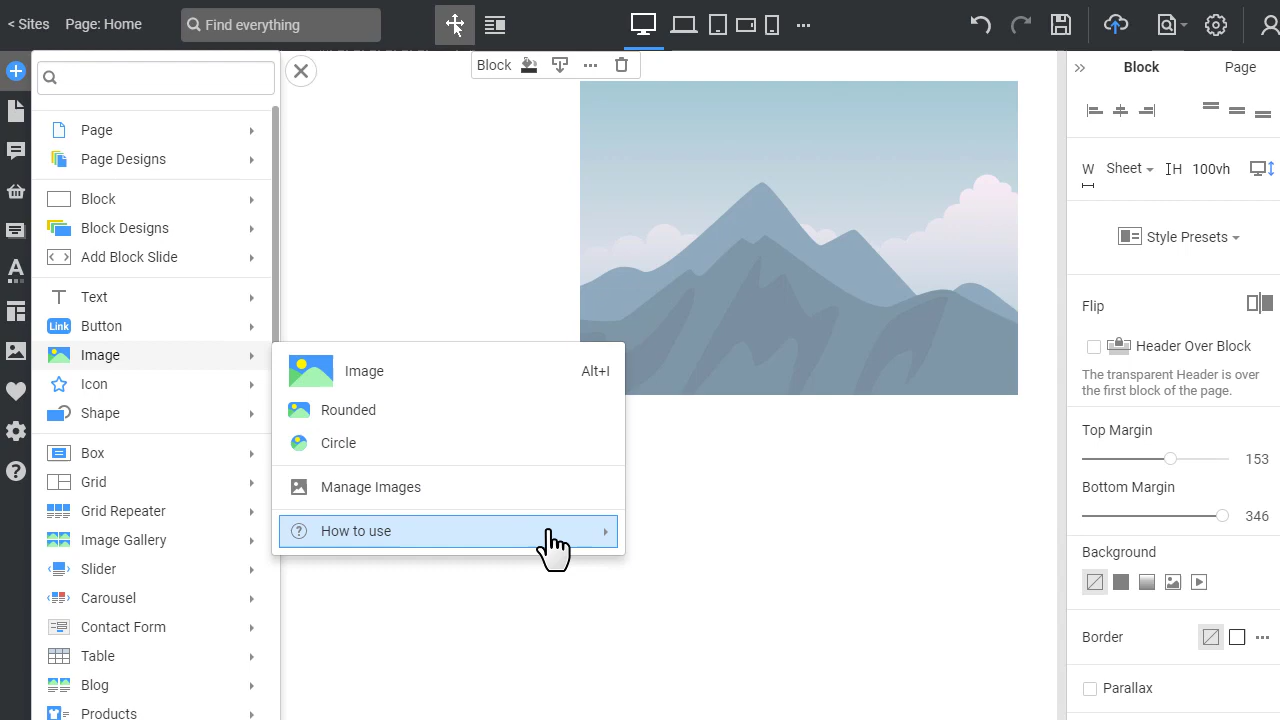 < Sites
Page: Home
Find everything
Page
Page Designs
Block
Block Designs
Add Block Slide
Text
Link
Button
Image
Icon
Shape
Box
Grid
Grid Repeater
Image Gallery
Slider
Carousel
Contact Form
Table
Blog
Products
Block
Image
Alt+I
Rounded
Circle
Manage Images
How to use
Block
Page
W
Sheet
H
100vh
Style Presets
Flip
Header Over Block
The transparent Header is over
the first block of the page.
Top Margin
153
Bottom Margin
346
Background
Border
Parallax